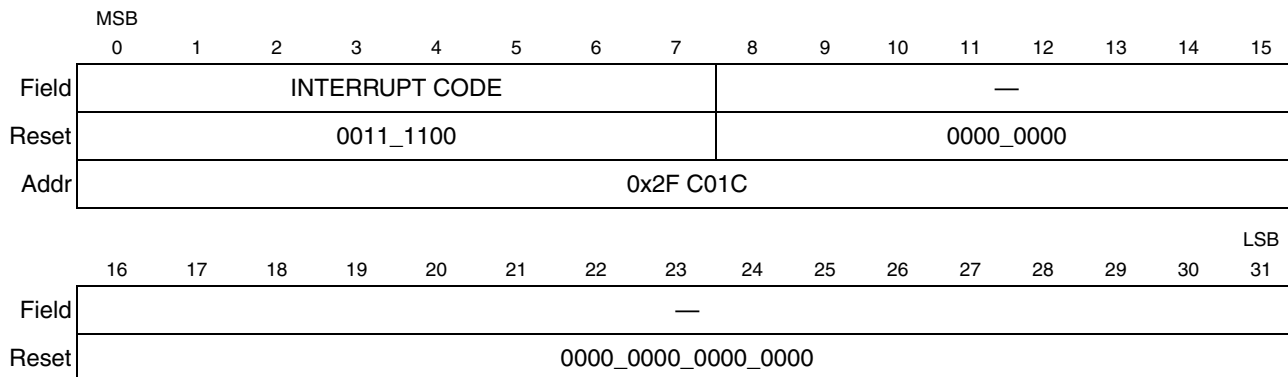 MSB
0 1 2 3 4 5 6 7 8 9 10 11 12 13 14 15
Field INTERRUPT CODE —
Reset 0011_1100 0000_0000
Addr 0x2F C01C
LSB
16 17 18 19 20 21 22 23 24 25 26 27 28 29 30 31
Field —
Reset 0000_0000_0000_0000